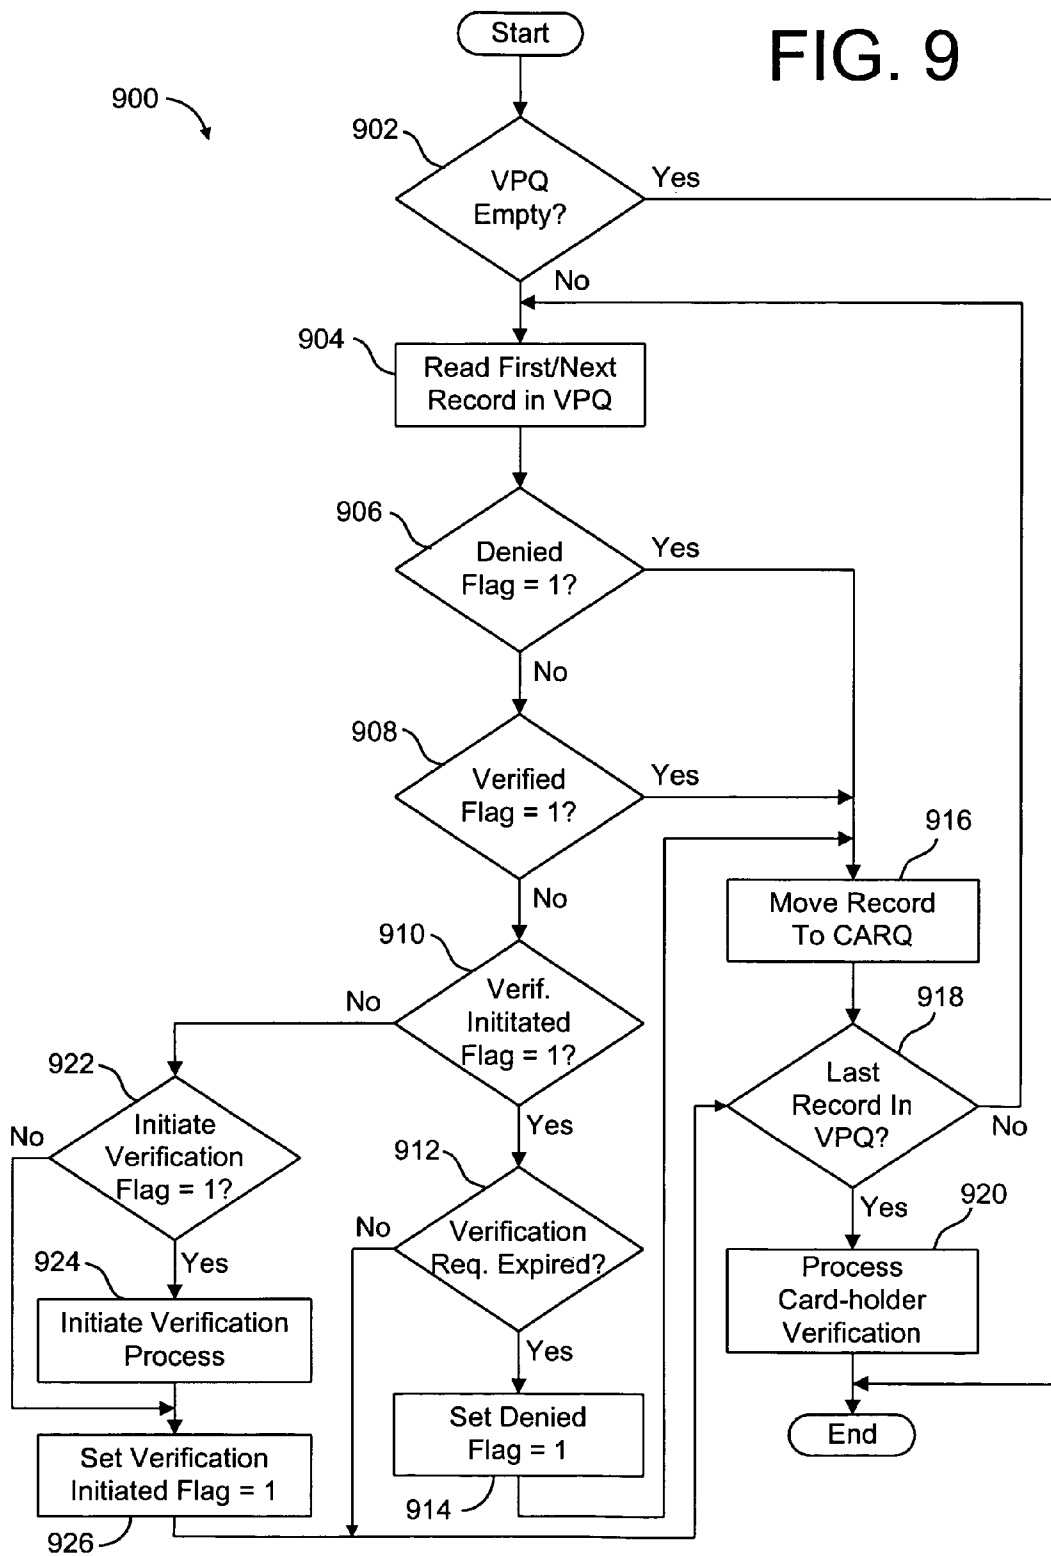 Start
FIG. 9
900
902
VPQ
Empty?
Yes
No
904
Read First/Next
Record in VPQ
906
Denied
Flag = 1?
Yes
No
908
Verified
Flag = 1?
Yes
No
916
Move Record
To CARQ
910
Verif.
Inititated
Flag = 1?
No
Yes
918
Last
Record In
VPQ?
No
Yes
922
Initiate
Verification
Flag = 1?
No
Yes
912
Verification
Req. Expired?
No
Yes
920
Process
Card-holder
Verification
924
Initiate Verification
Process
Set Denied
Flag = 1
914
End
Set Verification
Initiated Flag = 1
926